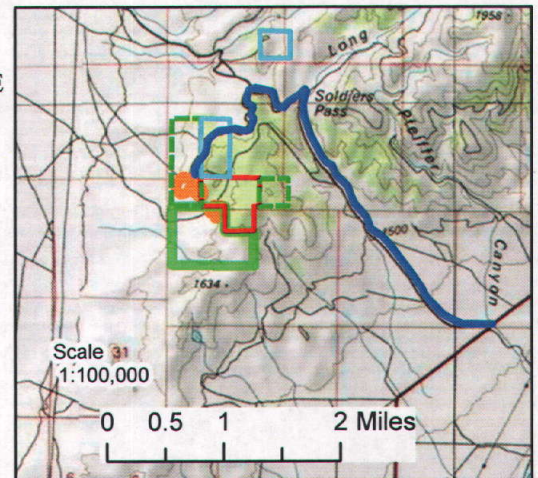 1958
Long
Soldiers
Pass
Pfeiffer
1500
Canyon
1634
Scale 31
1:100,000
0 0.5 1 2 Miles
6
E